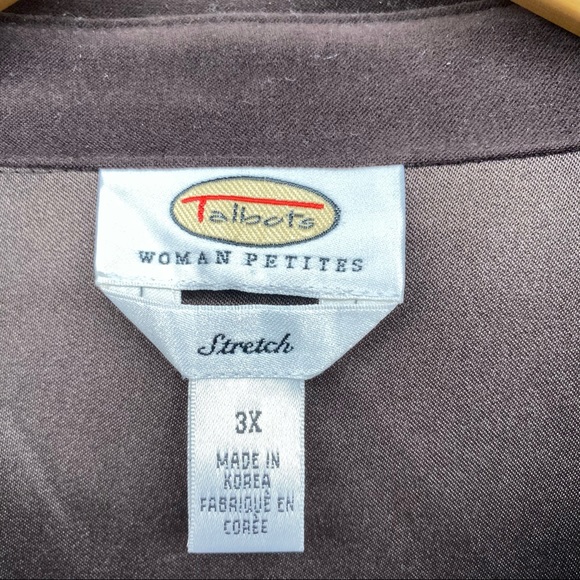 Talbots
WOMAN PETITES
Stretch
3X
MADE IN
KOREA
FABRIQUÉ EN
CORÉE